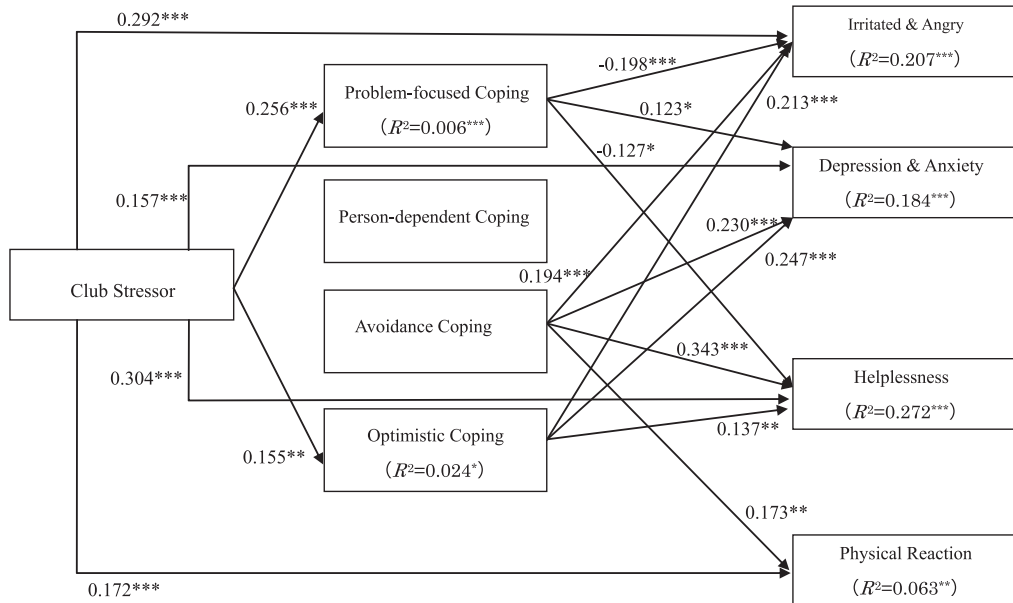 0.292***
Irritated & Angry
(R²=0.207***)
-0.198***
0.213***
Problem-focused Coping
(R²=0.006***)
0.256***
0.123*
-0.127*
Depression & Anxiety
(R²=0.184***)
0.157***
Person-dependent Coping
0.230***
0.247***
0.194***
Club Stressor
Avoidance Coping
0.343***
0.304***
Helplessness
(R²=0.272***)
Optimistic Coping
(R²=0.024*)
0.137**
0.155**
0.173**
Physical Reaction
(R²=0.063**)
0.172***